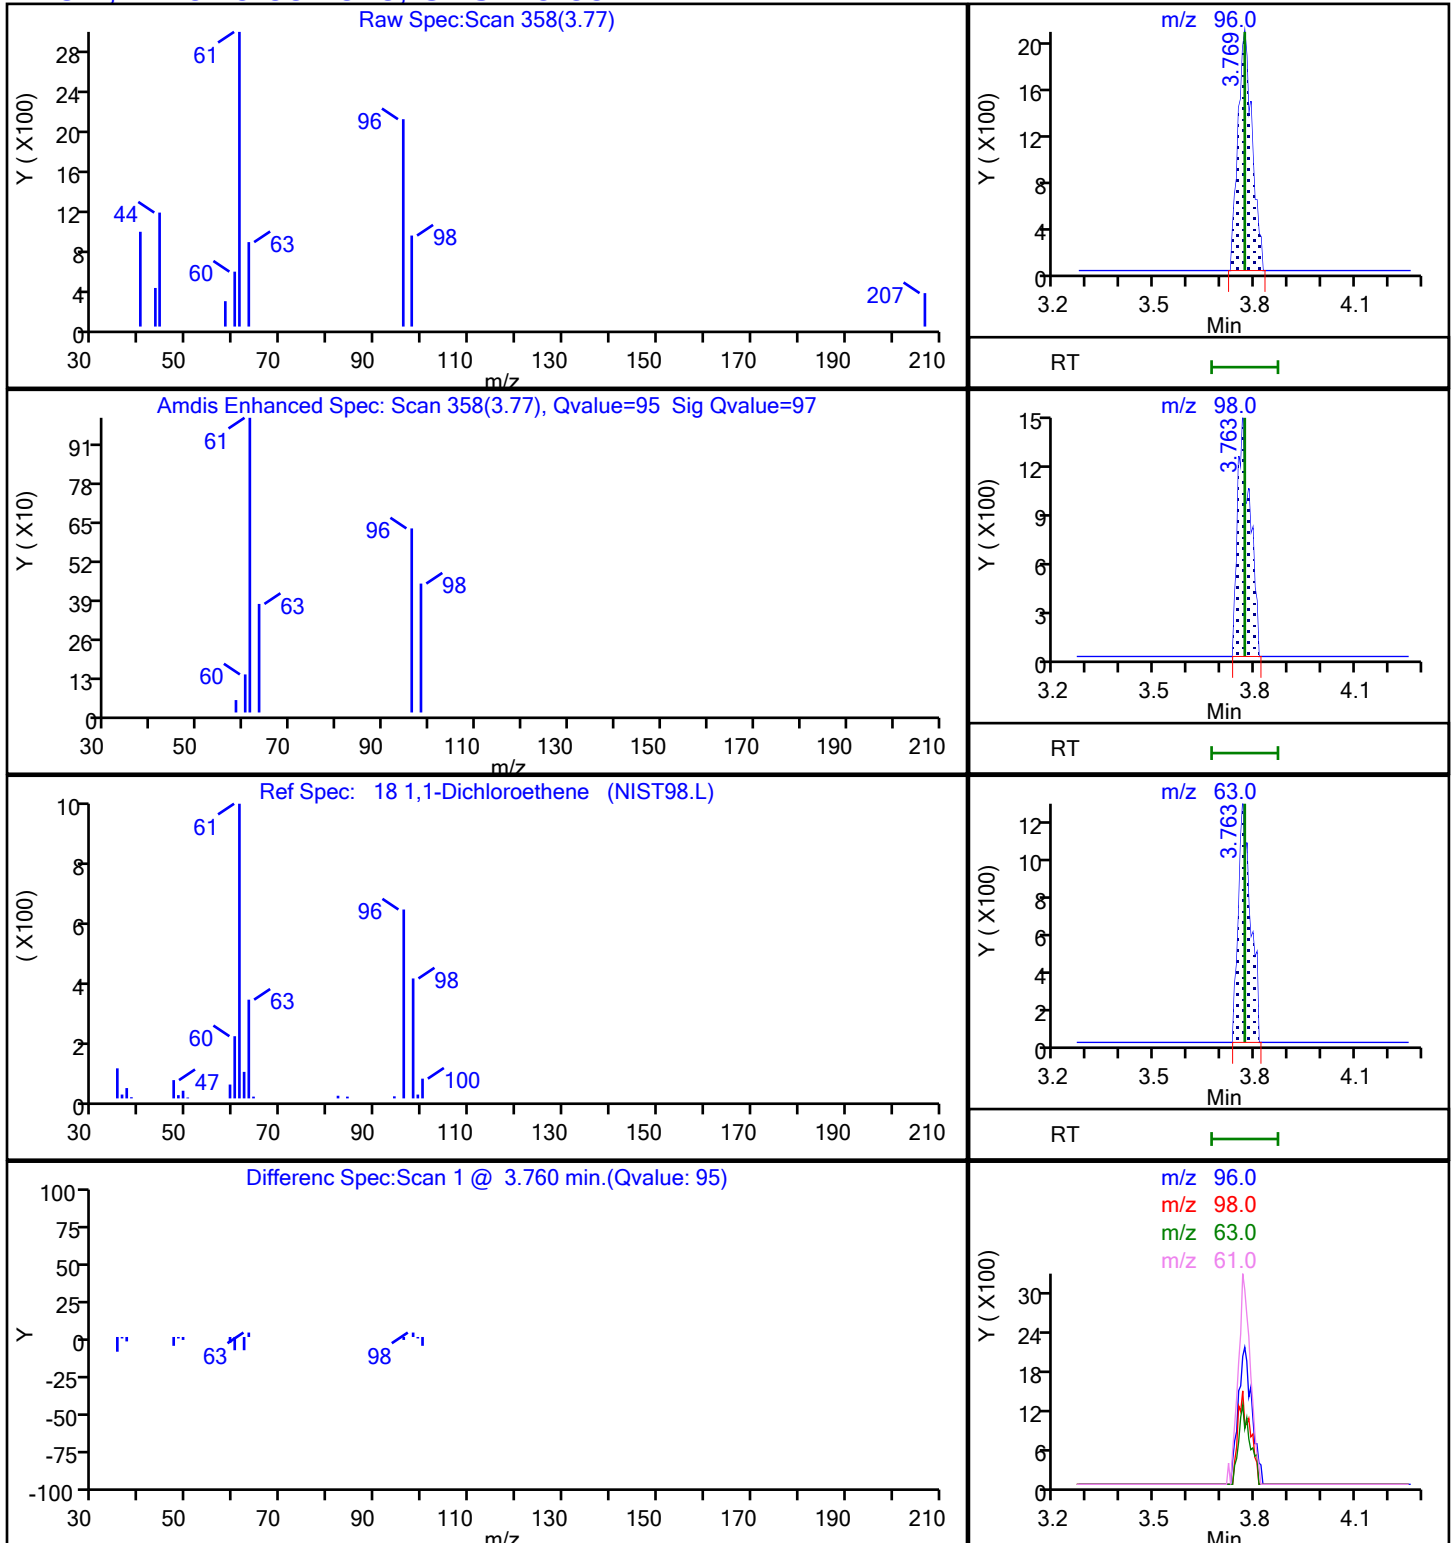 Raw Spec:Scan 358(3.77)
Y ( X100)
28
24
20
16
12
8
4
0
61
96
44
63
98
60
207
30 50 70 90 110 130 150 170 190 210
m/z
m/z 96.0
Y ( X100)
20
16
12
8
4
0
3.769
3.2 3.5 3.8 4.1
Min
RT
Amdis Enhanced Spec: Scan 358(3.77), Qvalue=95 Sig Qvalue=97
Y ( X10)
91
78
65
52
39
26
13
0
61
96
98
63
60
30 50 70 90 110 130 150 170 190 210
m/z
m/z 98.0
Y ( X100)
15
12
9
6
3
0
3.763
3.2 3.5 3.8 4.1
Min
RT
Ref Spec: 18 1,1-Dichloroethene (NIST98.L)
( X100)
10
8
6
4
2
0
61
96
98
63
60
47
100
30 50 70 90 110 130 150 170 190 210
m/z 63.0
Y ( X100)
12
10
8
6
4
2
0
3.763
3.2 3.5 3.8 4.1
Min
RT
Differenc Spec:Scan 1 @ 3.760 min.(Qvalue: 95)
Y
100
75
50
25
0
-25
-50
-75
-100
63
98
30 50 70 90 110 130 150 170 190 210
m/z
m/z 96.0
m/z 98.0
m/z 63.0
m/z 61.0
Y ( X100)
30
24
18
12
6
0
3.2 3.5 3.8 4.1
Min